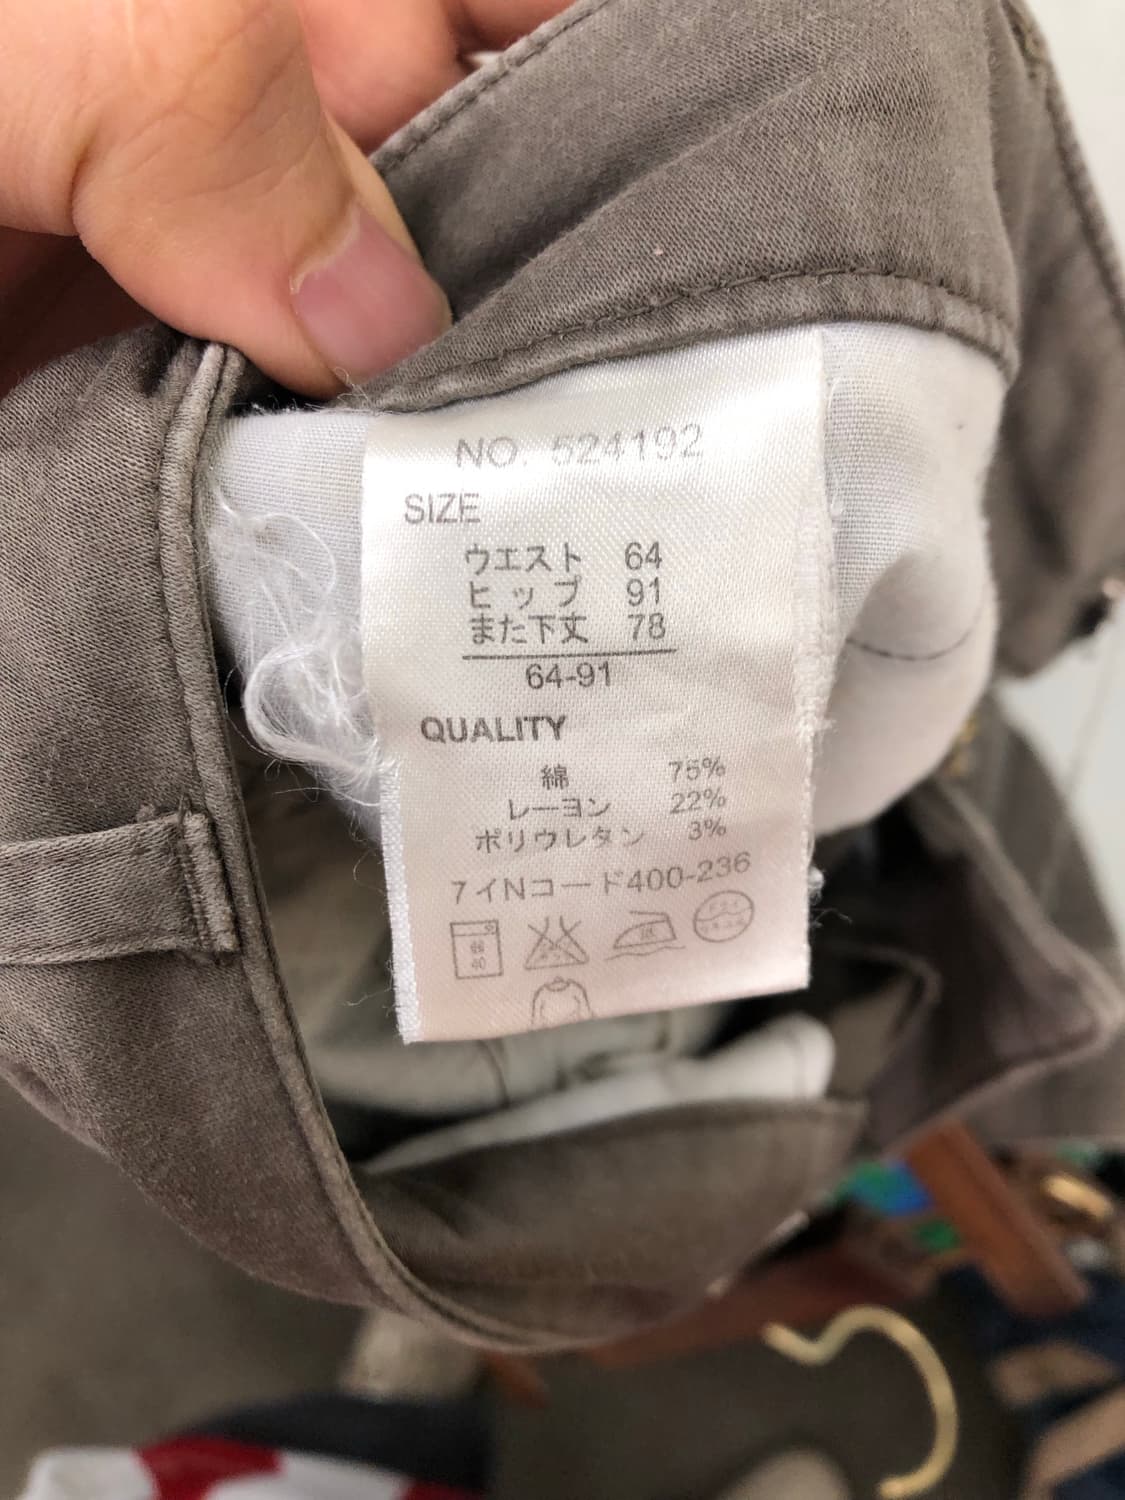 NO. 524192
SIZE
ウエスト 64
ヒップ 91
また下丈 78
64-91
QUALITY
綿 75%
レーヨン 22%
ポリウレタン 3%
7イNコード400-236
40